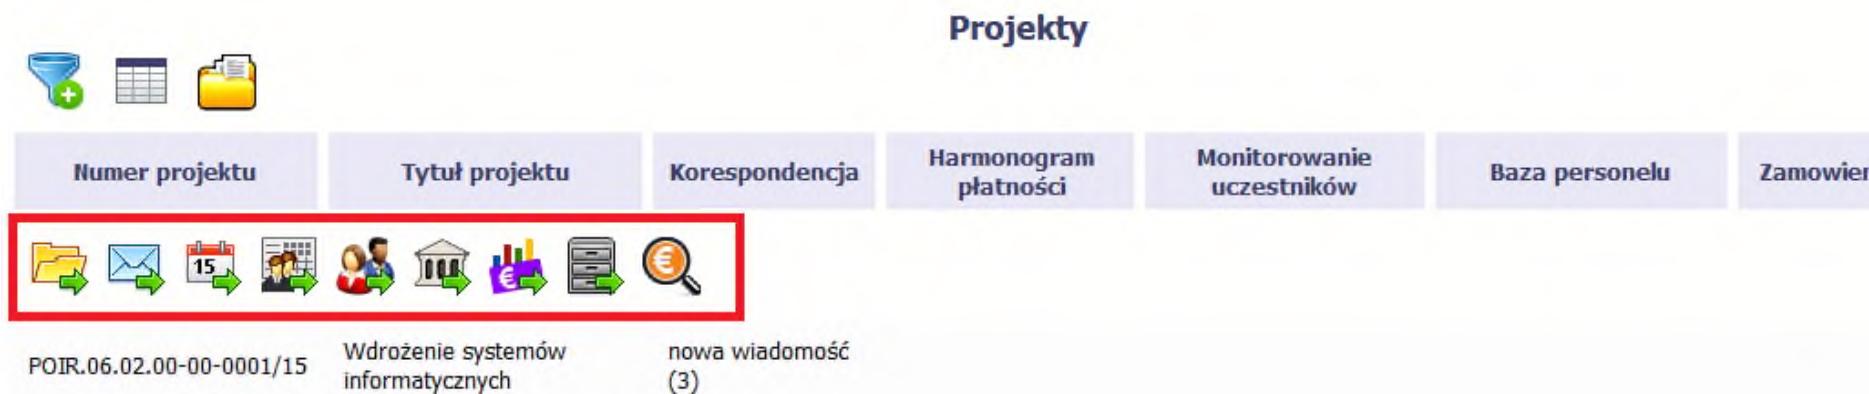 Projekty
Numer projektu
Tytuł projektu
Korespondencja
Harmonogram
płatności
Monitorowanie
uczestników
Baza personelu
Zamowien
15
€
€
POIR.06.02.00-00-0001/15
Wdrożenie systemów
informatycznych
nowa wiadomość
(3)